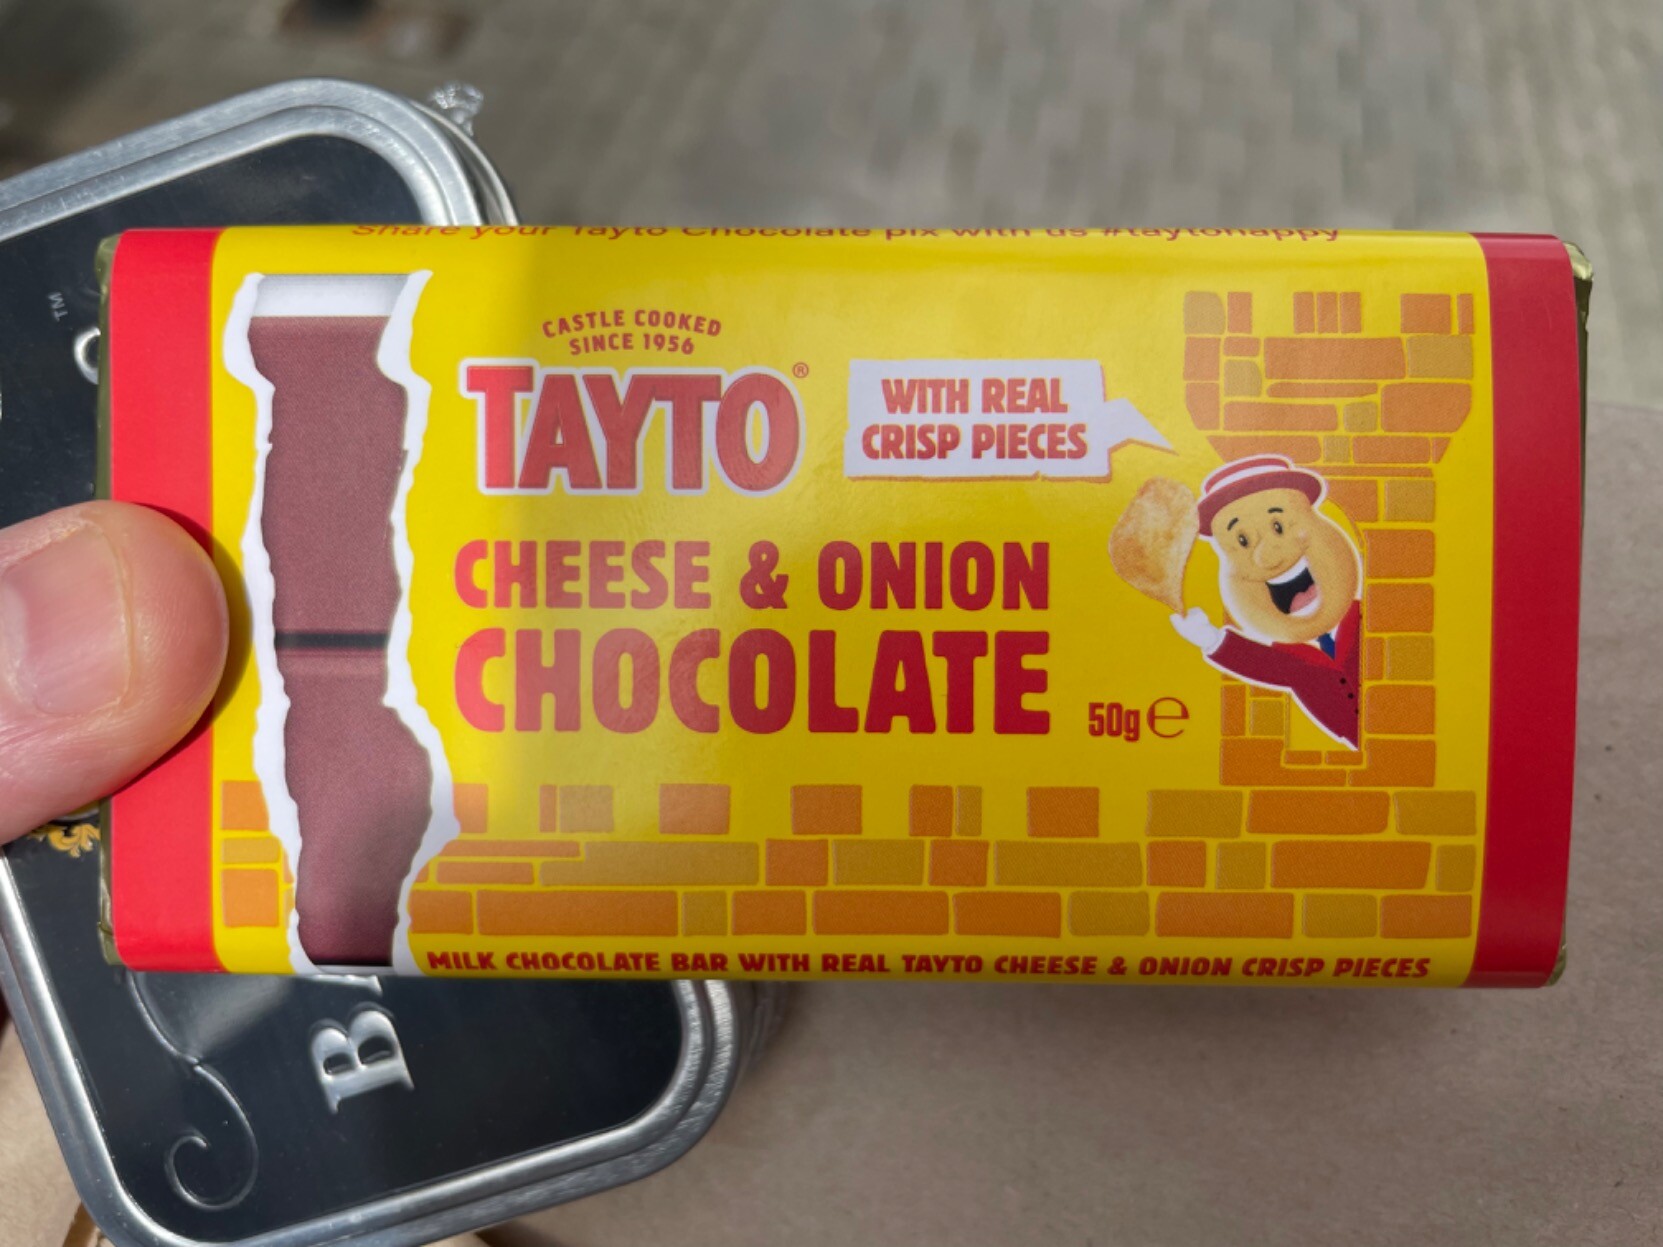 Share your Tayto Chocolate pix with us #taytohappy
CASTLE COOKED
SINCE 1956
TAYTO®
WITH REAL
CRISP PIECES
CHEESE & ONION
CHOCOLATE
50g℮
MILK CHOCOLATE BAR WITH REAL TAYTO CHEESE & ONION CRISP PIECES
TM